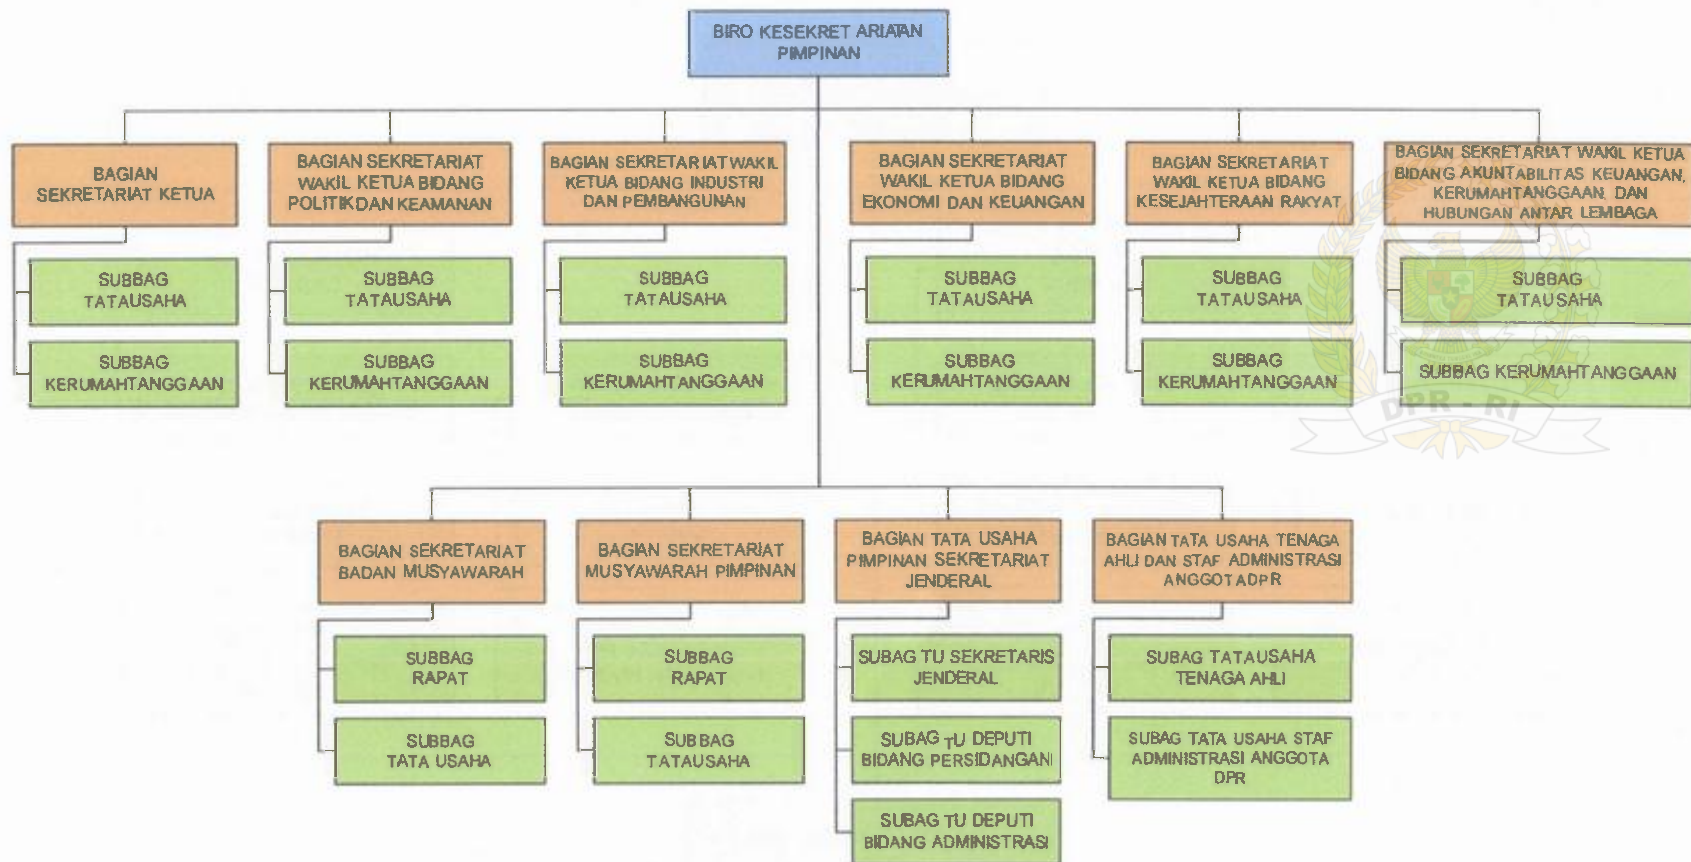 BIRO KESEKRET ARIATAN
PIMPINAN
BAGIAN
SEKRETARIAT KETUA
BAGIAN SEKRETARIAT
WAKIL KETUA BIDANG
POLITIK DAN KEAMANAN
BAGIAN SEKRETARIAT WAKIL
KETUA BIDANG INDUSTRI
DAN PEMBANGUNAN
BAGIAN SEKRETARIAT
WAKIL KETUA BIDANG
EKONOMI DAN KEUANGAN
BAGIAN SEKRETARIAT
WAKIL KETUA BIDANG
KESEJAHTERAAN RAKYAT
BAGIAN SEKRETARIAT WAKIL KETUA
BIDANG AKUNTABILITAS KEUANGAN,
KERUMAHTANGGAAN, DAN
HUBUNGAN ANTAR LEMBAGA
SUBBAG
TATAUSAHA
SUBBAG
TATAUSAHA
SUBBAG
TATAUSAHA
SUBBAG
TATAUSAHA
SUBBAG
TATAUSAHA
SUBBAG
TATAUSAHA
SUBBAG
KERUMAHTANGGAAN
SUBBAG
KERUMAHTANGGAAN
SUBBAG
KERUMAHTANGGAAN
SUBBAG
KERUMAHTANGGAAN
SUBBAG
KERUMAHTANGGAAN
SUBBAG KERUMAHTANGGAAN
DPR - RI
BAGIAN SEKRETARIAT
BADAN MUSYAWARAH
BAGIAN SEKRETARIAT
MUSYAWARAH PIMPINAN
BAGIAN TATA USAHA
PIMPINAN SEKRETARIAT
JENDERAL
BAGIAN TATA USAHA TENAGA
AHLI DAN STAF ADMINISTRASI
ANGGOTADPR
SUBBAG
RAPAT
SUBBAG
RAPAT
SUBAG TU SEKRETARIS
JENDERAL
SUBAG TATAUSAHA
TENAGA AHLI
SUBBAG
TATA USAHA
SUBBAG
TATAUSAHA
SUBAG TU DEPUTI
BIDANG PERSIDANGAN
SUBAG TATA USAHA STAF
ADMINISTRASI ANGGOTA
DPR
SUBAG TU DEPUTI
BIDANG ADMINISTRASI